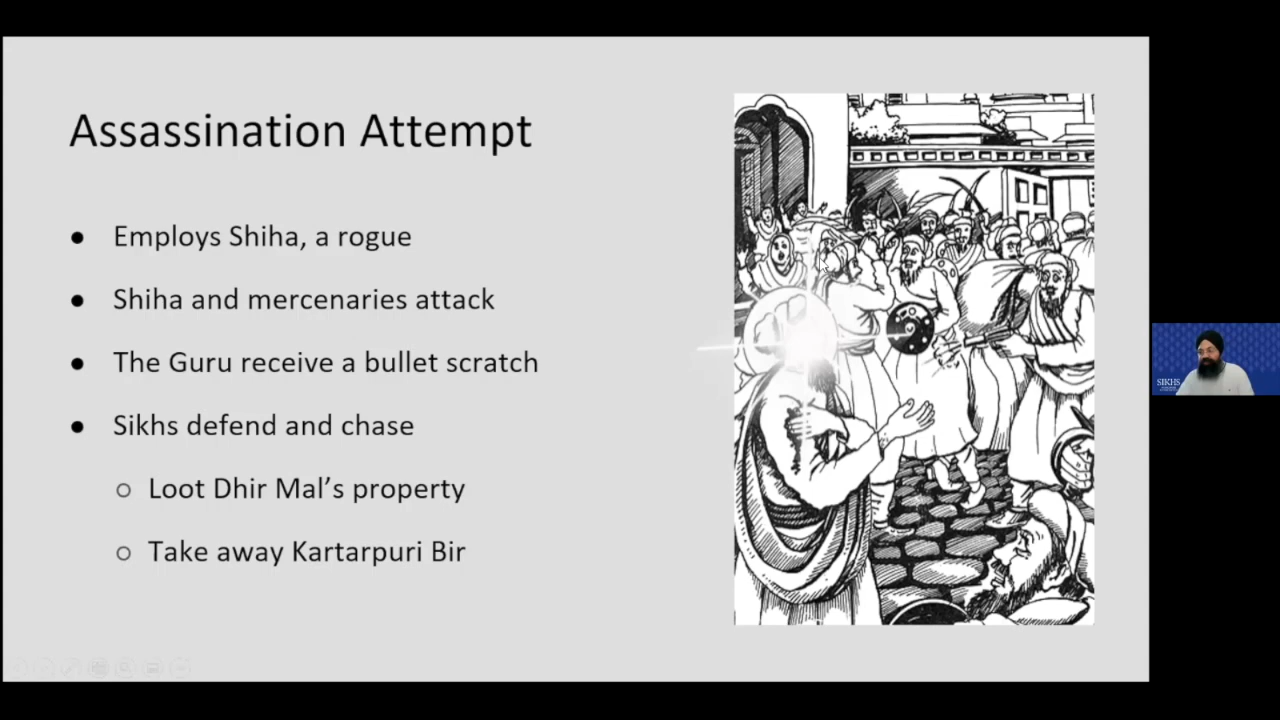 Assassination Attempt
● Employs Shiha, a rogue
● Shiha and mercenaries attack
● The Guru receive a bullet scratch
● Sikhs defend and chase
○ Loot Dhir Mal’s property
○ Take away Kartarpuri Bir
SIKHS